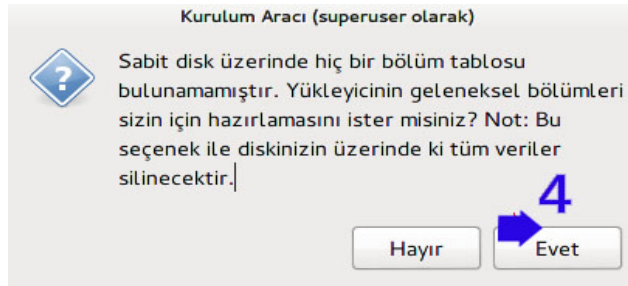 Kurulum Aracı (superuser olarak)
Sabit disk üzerinde hiç bir bölüm tablosu
bulunamamıştır. Yükleyicinin geleneksel bölümleri
sizin için hazırlamasını ister misiniz? Not: Bu
seçenek ile diskinizin üzerinde ki tüm veriler
silinecektir.
4
Hayır
Evet